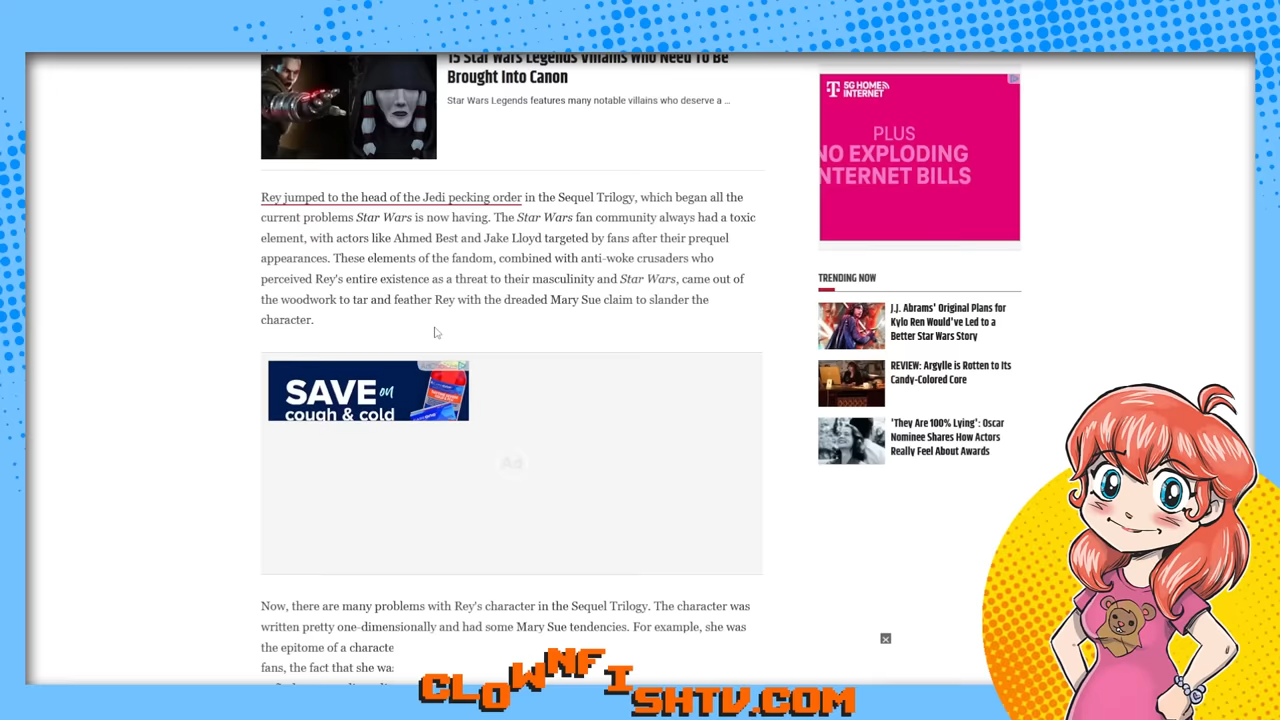 15 Star Wars Legends Villains Who Need To Be
Brought Into Canon
Star Wars Legends features many notable villains who deserve a ...
Rey jumped to the head of the Jedi pecking order in the Sequel Trilogy, which began all the
current problems Star Wars is now having. The Star Wars fan community always had a toxic
element, with actors like Ahmed Best and Jake Lloyd targeted by fans after their prequel
appearances. These elements of the fandom, combined with anti-woke crusaders who
perceived Rey's entire existence as a threat to their masculinity and Star Wars, came out of
the woodwork to tar and feather Rey with the dreaded Mary Sue claim to slander the
character.
SAVE on
cough & cold
Ad
Now, there are many problems with Rey's character in the Sequel Trilogy. The character was
written pretty one-dimensionally and had some Mary Sue tendencies. For example, she was
the epitome of a characte
fans, the fact that she was
T 5G HOME
INTERNET
PLUS
NO EXPLODING
INTERNET BILLS
TRENDING NOW
J.J. Abrams' Original Plans for
Kylo Ren Would've Led to a
Better Star Wars Story
REVIEW: Argylle is Rotten to Its
Candy-Colored Core
'They Are 100% Lying': Oscar
Nominee Shares How Actors
Really Feel About Awards
CLOWNFISHTV.COM